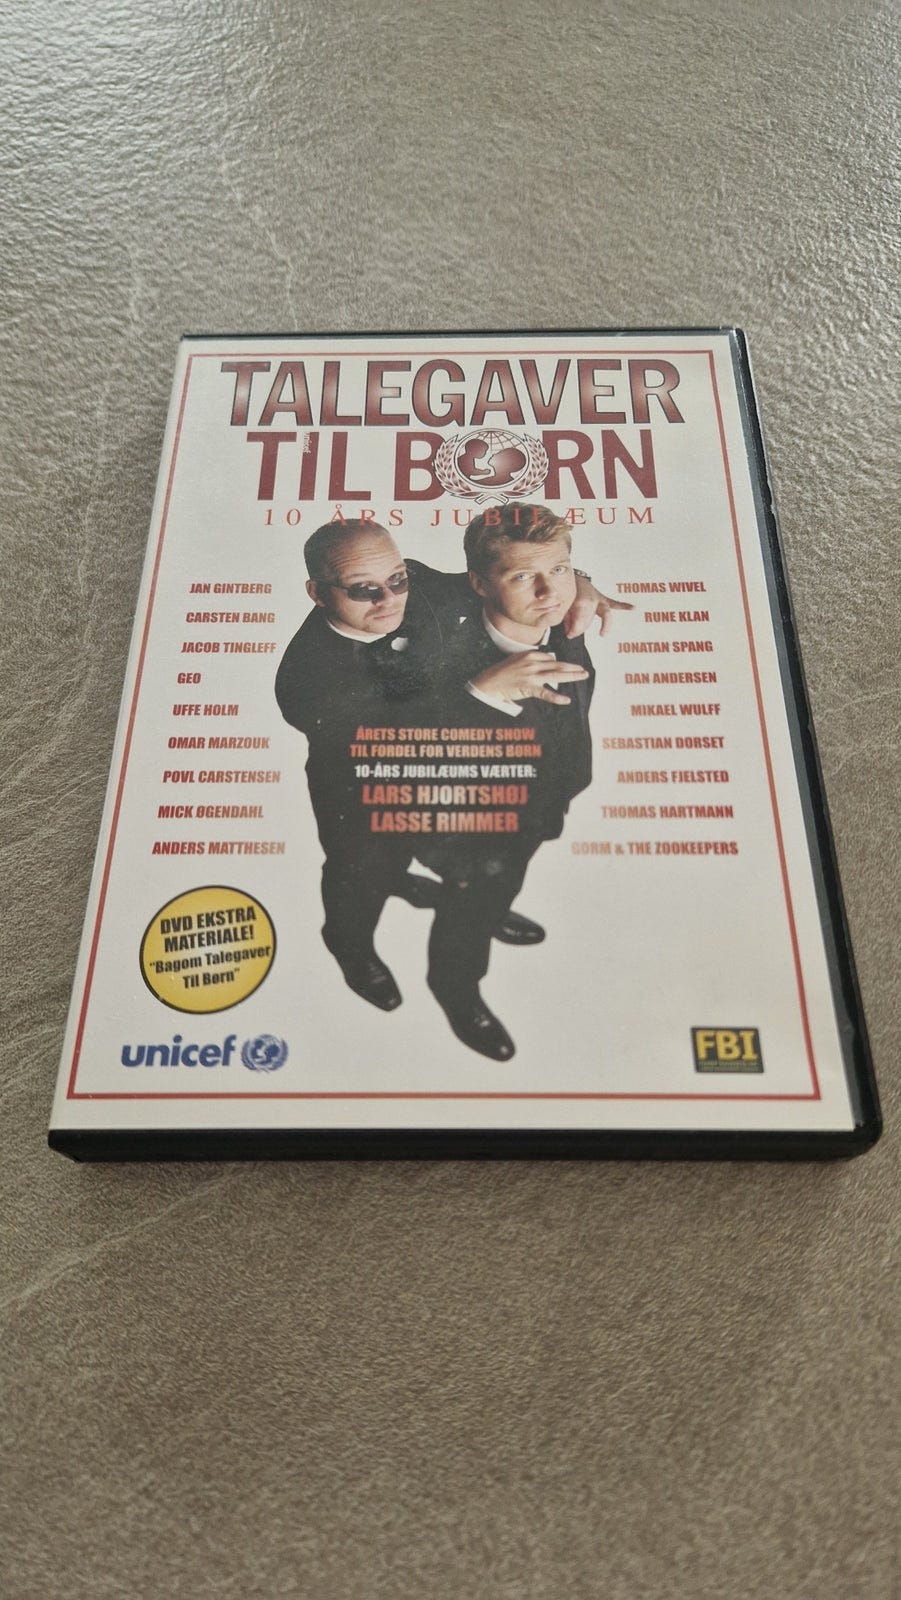 TALEGAVER
TIL BØRN
unicef
10 ÅRS JUBILÆUM
JAN GINTBERG
CARSTEN BANG
JACOB TINGLEFF
GEO
UFFE HOLM
OMAR MARZOUK
POVL CARSTENSEN
MICK ØGENDAHL
ANDERS MATTHESEN
THOMAS WIVEL
RUNE KLAN
JONATAN SPANG
DAN ANDERSEN
MIKAEL WULFF
SEBASTIAN DORSET
ANDERS FJELSTED
THOMAS HARTMANN
GORM & THE ZOOKEEPERS
ÅRETS STORE COMEDY SHOW
TIL FORDEL FOR VERDENS BØRN
10-ÅRS JUBILÆUMS VÆRTER:
LARS HJORTSHØJ
LASSE RIMMER
DVD EKSTRA
MATERIALE!
"Bagom Talegaver
Til Børn"
unicef
FBI